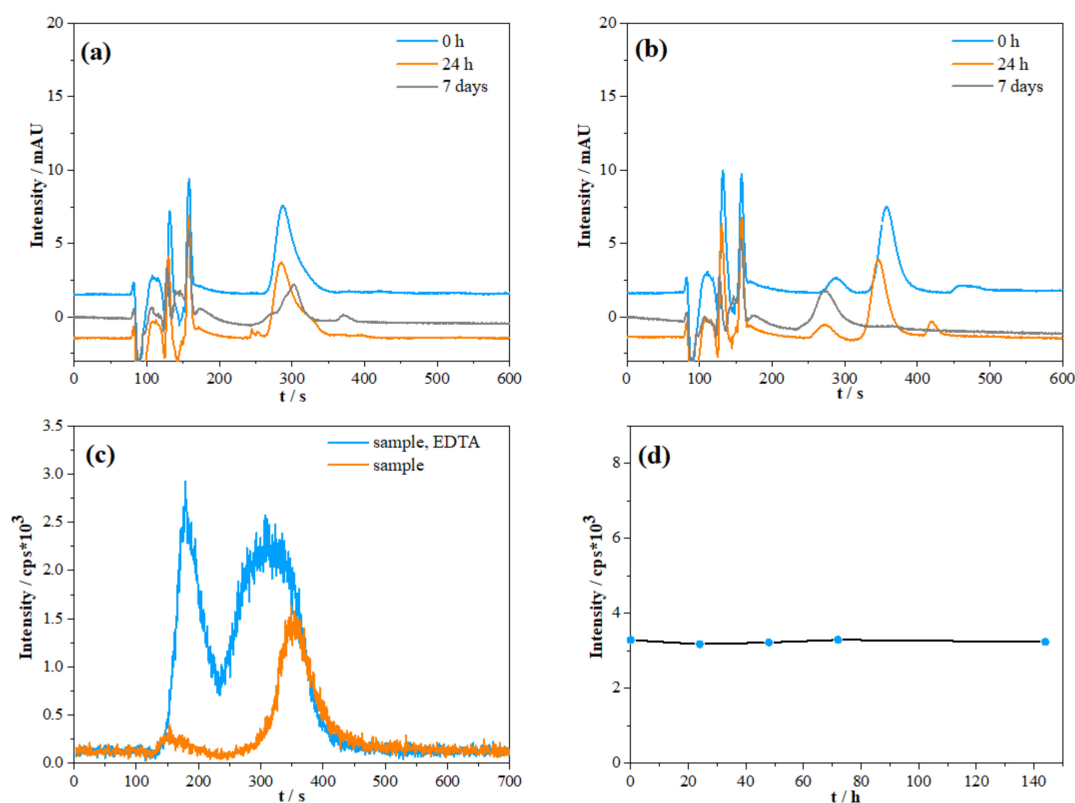 (a)
0 h
24 h
7 days
20
15
10
5
0
Intensity / mAU
0 100 200 300 400 500 600
t / s
(b)
0 h
24 h
7 days
20
15
10
5
0
Intensity / mAU
0 100 200 300 400 500 600
t / s
(c)
sample, EDTA
sample
3.5
3.0
2.5
2.0
1.5
1.0
0.5
0.0
Intensity / cps*10³
0 100 200 300 400 500 600 700
t / s
(d)
8
6
4
2
0
Intensity / cps*10³
0 20 40 60 80 100 120 140
t / h